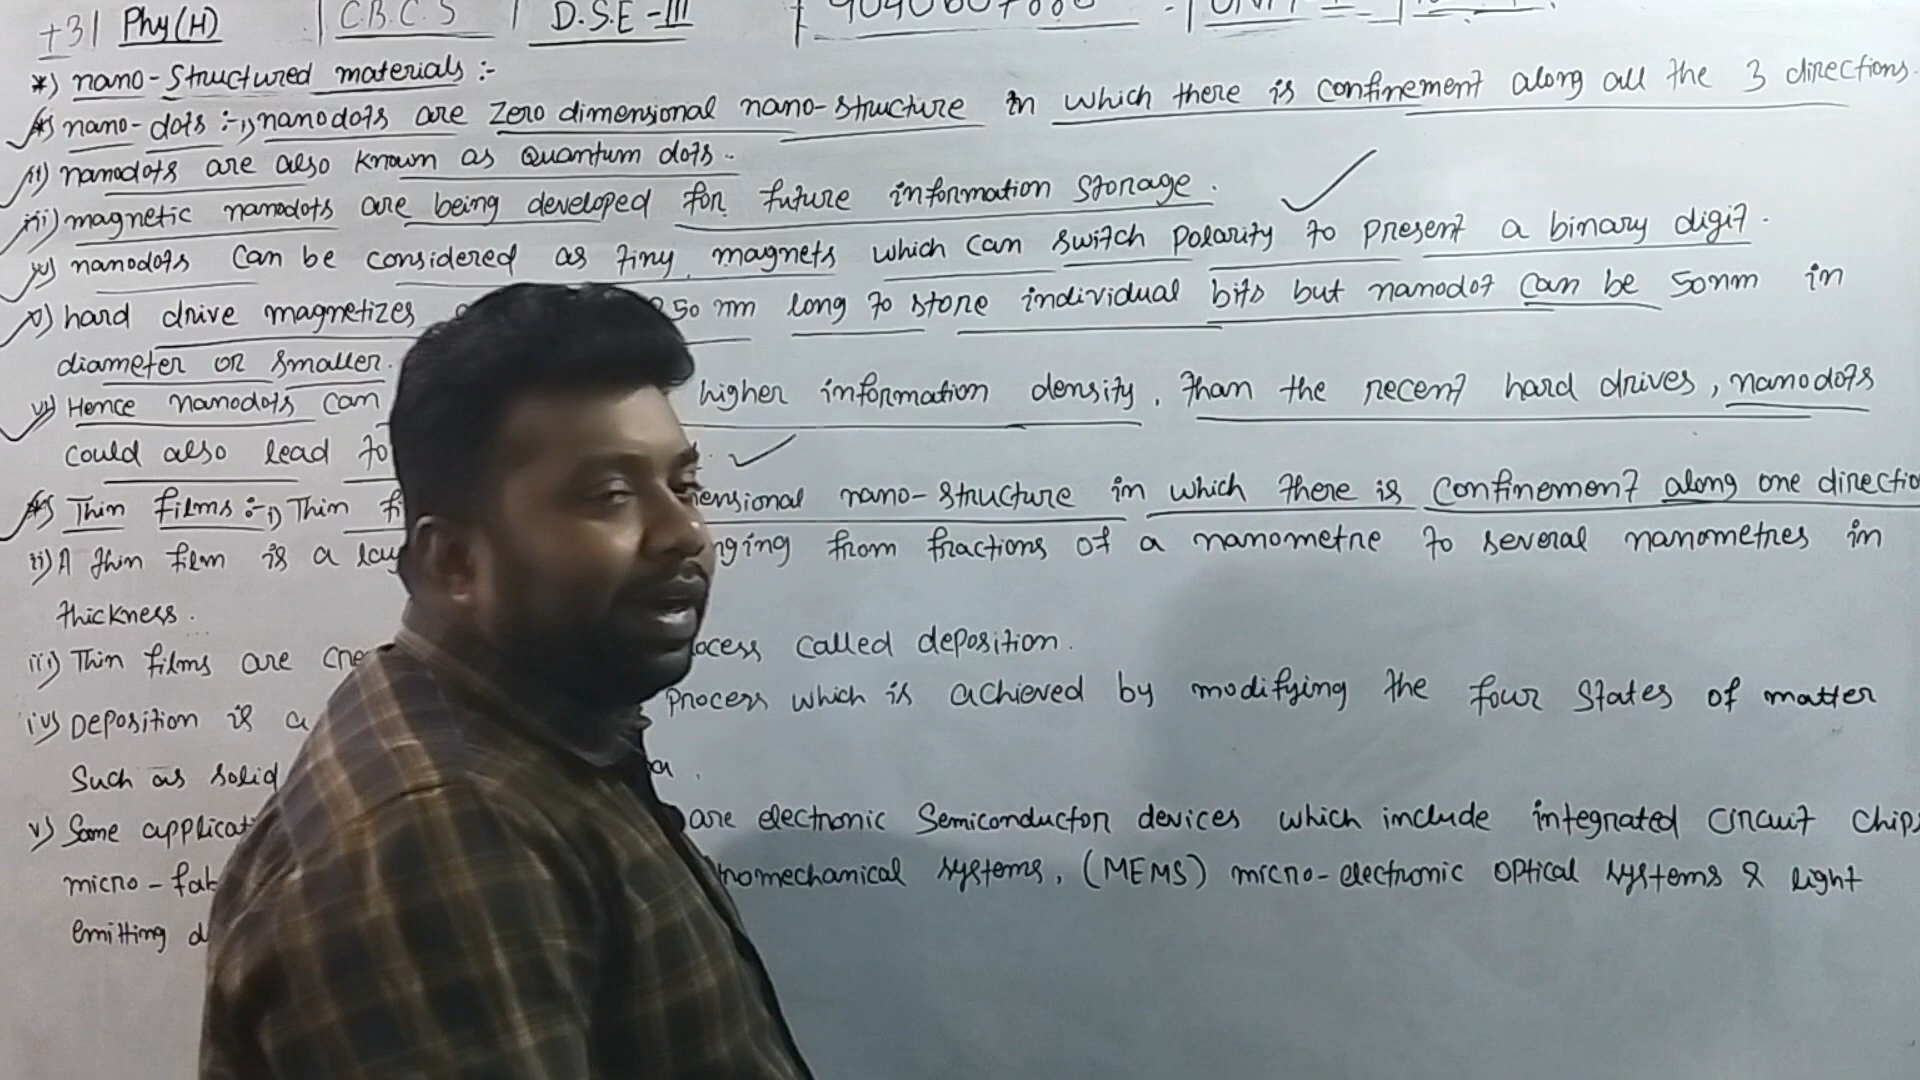 +3| Phy(H) | C.B.C.S | D.S.E-III
*) nano-structured materials :-
*) nano-dots :- i) nanodots are zero dimensional nano-structure in which there is confinement along all the 3 directions.
ii) nanodots are also known as Quantum dots.
iii) magnetic nanodots are being developed for future information storage.
iv) nanodots can be considered as tiny magnets which can switch polarity to present a binary digit.
v) hard drive magnetizes 50 nm long to store individual bits but nanodot can be 50nm in
diameter or smaller.
vi) Hence nanodots can higher information density, than the recent hard drives, nanodots
could also lead to
*) Thin films :- i) Thin dimensional nano-structure in which there is confinement along one directio
ii) A thin film is a lay nging from fractions of a nanometre to several nanometres in
thickness.
iii) Thin films are cre ocess called deposition.
iv) Deposition is a process which is achieved by modifying the four states of matter
Such as solid
v) Some applicat are electronic semiconductor devices which include integrated circuit chips
micro-fab romechanical systems, (MEMS) micro-electronic optical systems & light
emitting d